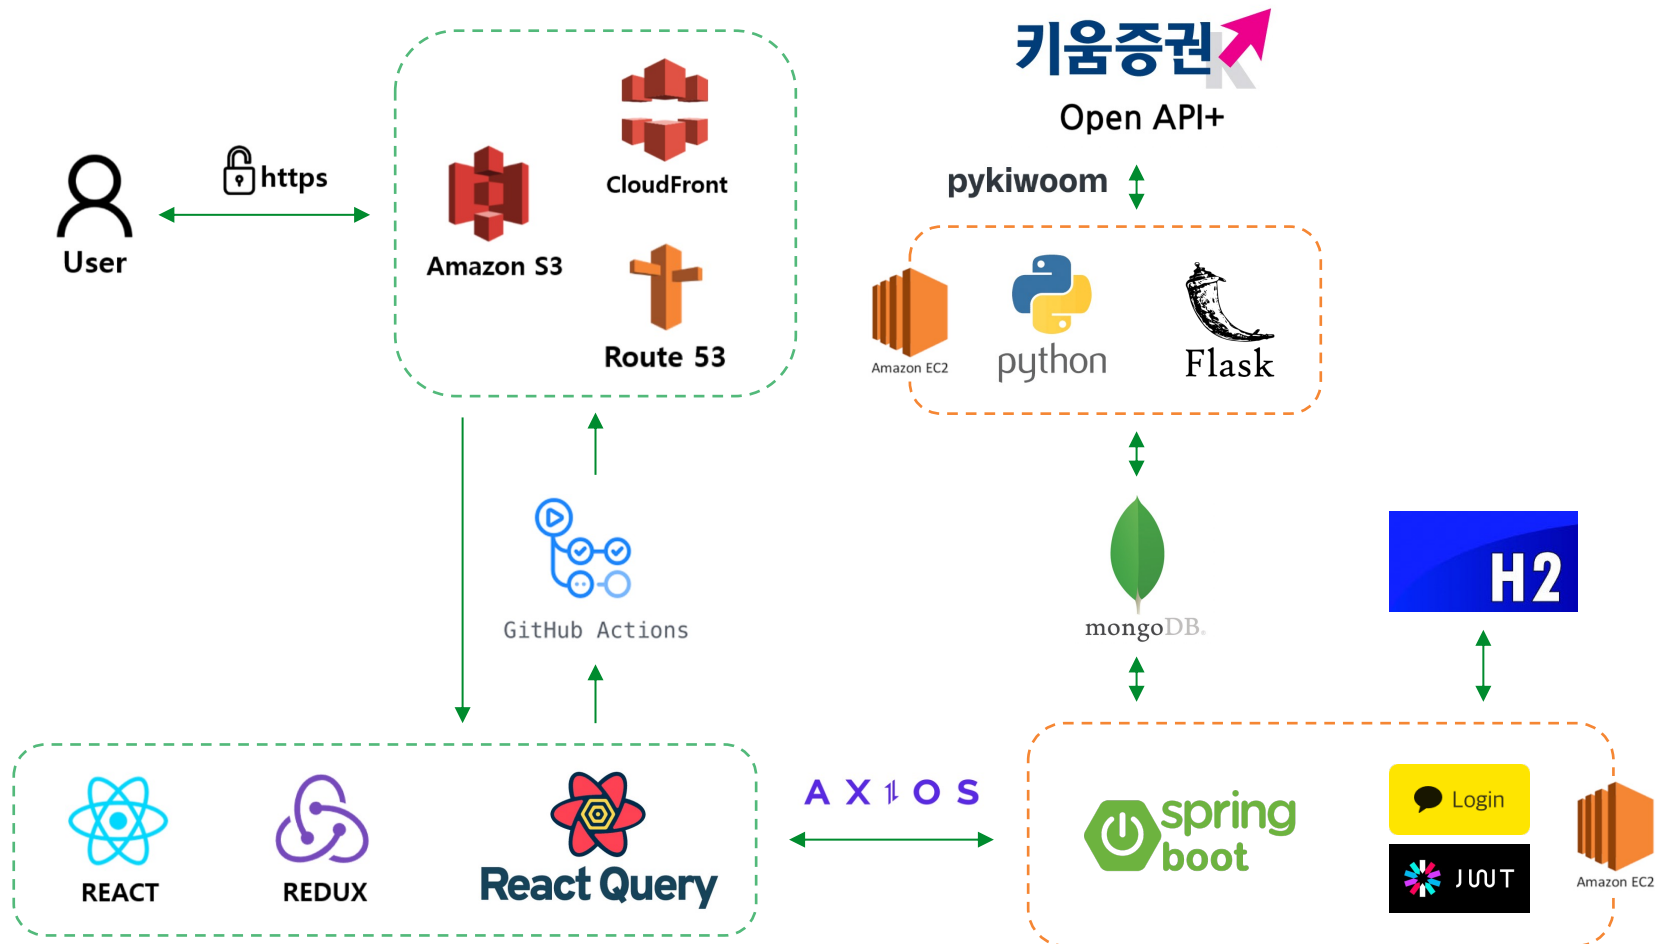 키움증권
Open API+
pykiwoom
https
User
CloudFront
Amazon S3
Route 53
Amazon EC2
python
Flask
GitHub Actions
mongoDB®
H2
REACT
REDUX
React Query
AXIOS
spring
boot
Login
JWT
Amazon EC2